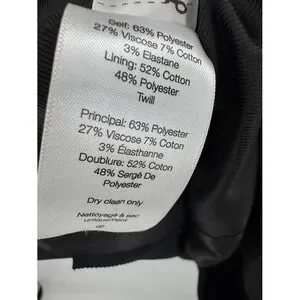 Self: 63% Polyester
27% Viscose 7% Cotton
3% Elastane
Lining: 52% Cotton
48% Polyester
Twill
Principal: 63% Polyester
27% Viscose 7% Coton
3% Élasthanne
Doublure: 52% Coton
48% Sergé De
Polyester
Dry clean only
Nettoyage à sec
uniquement